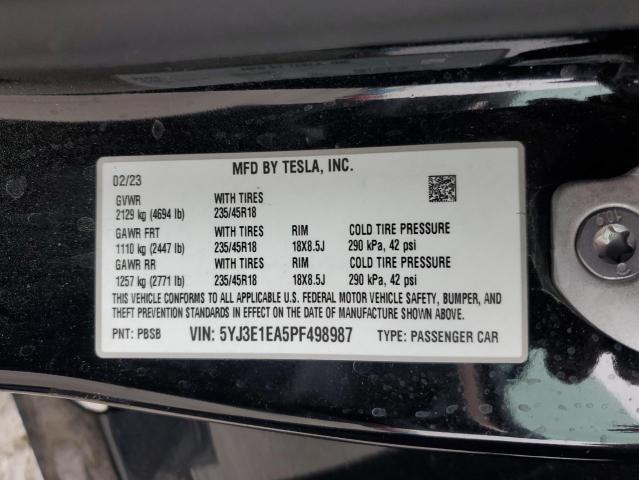 MFD BY TESLA, INC.
02/23
GVWR WITH TIRES
2129 kg (4694 lb) 235/45R18
GAWR FRT WITH TIRES RIM COLD TIRE PRESSURE
1110 kg (2447 lb) 235/45R18 18X8.5J 290 kPa, 42 psi
GAWR RR WITH TIRES RIM COLD TIRE PRESSURE
1257 kg (2771 lb) 235/45R18 18X8.5J 290 kPa, 42 psi
THIS VEHICLE CONFORMS TO ALL APPLICABLE U.S. FEDERAL MOTOR VEHICLE SAFETY, BUMPER, AND
THEFT PREVENTION STANDARDS IN EFFECT ON THE DATE OF MANUFACTURE SHOWN ABOVE.
PNT: PBSB VIN: 5YJ3E1EA5PF498987 TYPE: PASSENGER CAR
10.9